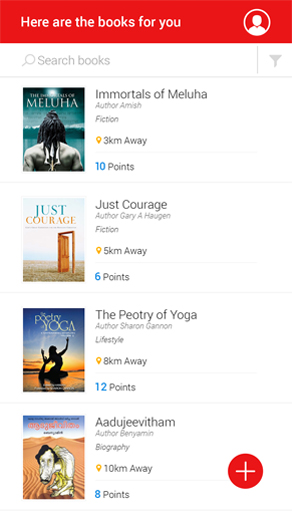 Here are the books for you
Search books
THE IMMORTALS OF
MELUHA
Immortals of Meluha
Author Amish
Fiction
3km Away
10 Points
JUST
COURAGE
Just Courage
Author Gary A Haugen
Fiction
5km Away
6 Points
the
Poetry
of YOGA
The Peotry of Yoga
Author Sharon Gannon
Lifestyle
8km Away
12 Points
ആടുജീവിതം
Aadujeevitham
Author Benyamin
Biography
10km Away
8 Points